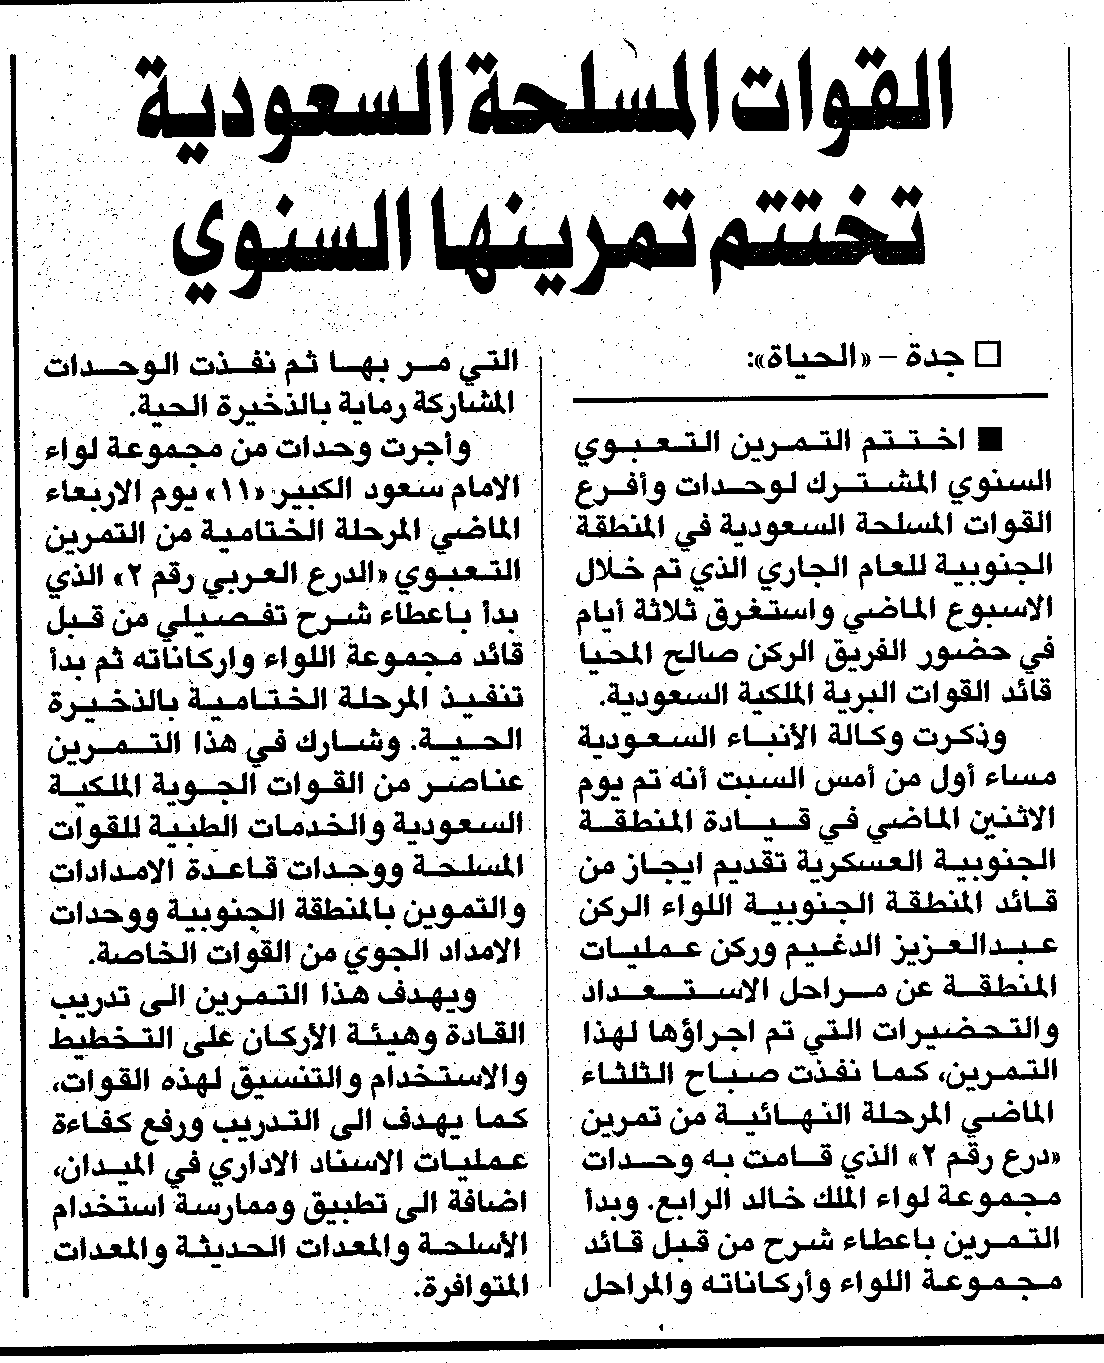 القوات المسلحة السعودية
تختتم تمرينها السنوي
□ جدة – «الحياة»:
■ اختتم التمرين التعبوي
السنوي المشترك لوحدات وأفرع
القوات المسلحة السعودية في المنطقة
الجنوبية للعام الجاري الذي تم خلال
الاسبوع الماضي واستغرق ثلاثة أيام
في حضور الفريق الركن صالح المحيا
قائد القوات البرية الملكية السعودية.
وذكرت وكالة الأنباء السعودية
مساء أول من أمس السبت أنه تم يوم
الاثنين الماضي في قيادة المنطقة
الجنوبية العسكرية تقديم ايجاز من
قائد المنطقة الجنوبية اللواء الركن
عبدالعزيز الدغيم وركن عمليات
المنطقة عن مراحل الاستعداد
والتحضيرات التي تم اجراؤها لهذا
التمرين، كما نفذت صباح الثلثاء
الماضي المرحلة النهائية من تمرين
«درع رقم ٢» الذي قامت به وحدات
مجموعة لواء الملك خالد الرابع. وبدأ
التمرين باعطاء شرح من قبل قائد
مجموعة اللواء وأركاناته والمراحل
التي مر بها ثم نفذت الوحدات
المشاركة رماية بالذخيرة الحية.
وأجرت وحدات من مجموعة لواء
الامام سعود الكبير «١١» يوم الاربعاء
الماضي المرحلة الختامية من التمرين
التعبوي «الدرع العربي رقم ٢» الذي
بدأ باعطاء شرح تفصيلي من قبل
قائد مجموعة اللواء واركاناته ثم بدأ
تنفيذ المرحلة الختامية بالذخيرة
الحية. وشارك في هذا التمرين
عناصر من القوات الجوية الملكية
السعودية والخدمات الطبية للقوات
المسلحة ووحدات قاعدة الامدادات
والتموين بالمنطقة الجنوبية ووحدات
الامداد الجوي من القوات الخاصة.
ويهدف هذا التمرين الى تدريب
القادة وهيئة الأركان على التخطيط
والاستخدام والتنسيق لهذه القوات،
كما يهدف الى التدريب ورفع كفاءة
عمليات الاسناد الاداري في الميدان،
اضافة الى تطبيق وممارسة استخدام
الأسلحة والمعدات الحديثة والمعدات
المتوافرة.